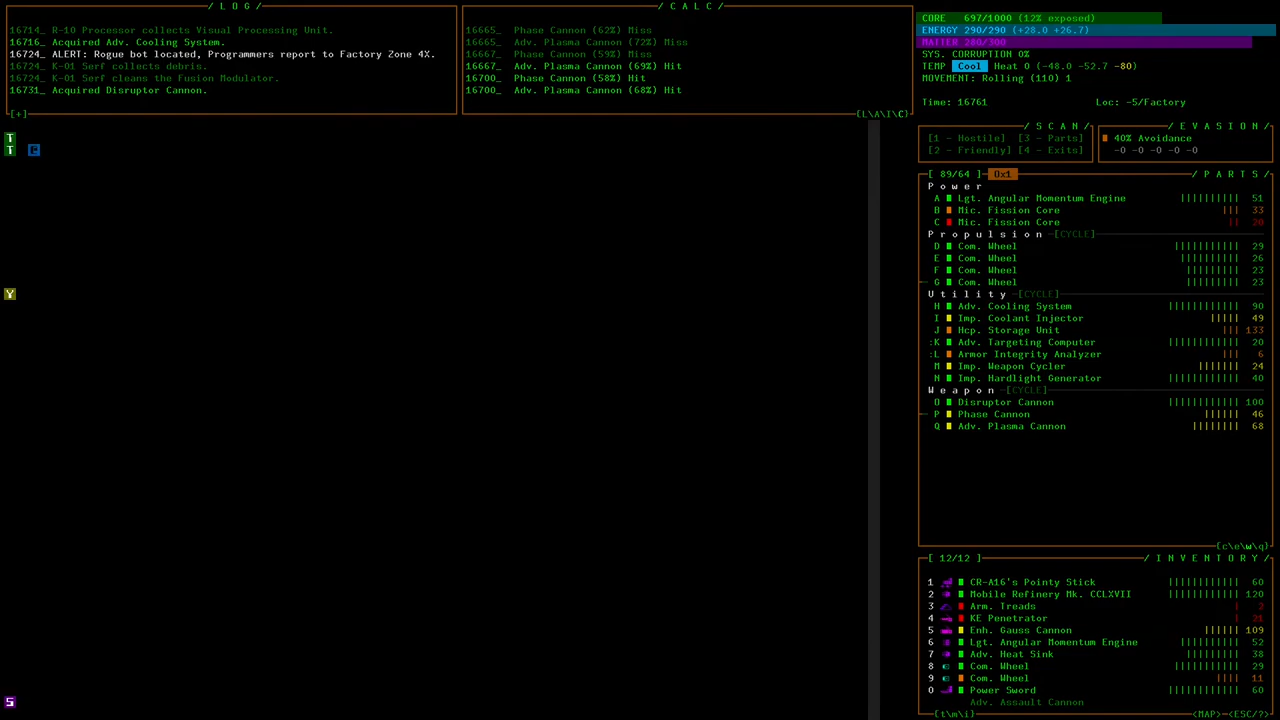 / L O G /
16714_ R-10 Processor collects Visual Processing Unit.
16716_ Acquired Adv. Cooling System.
16724_ ALERT: Rogue bot located, Programmers report to Factory Zone 4X.
16724_ K-01 Serf collects debris.
16724_ K-01 Serf cleans the Fusion Modulator.
16731_ Acquired Disruptor Cannon.
[+]
/ C A L C /
16665_ Phase Cannon (62%) Miss
16665_ Adv. Plasma Cannon (72%) Miss
16667_ Phase Cannon (59%) Miss
16667_ Adv. Plasma Cannon (69%) Hit
16700_ Phase Cannon (58%) Hit
16700_ Adv. Plasma Cannon (68%) Hit
[L\A\I\C]
CORE 697/1000 (12% exposed)
ENERGY 290/290 (+28.0 +26.7)
MATTER 280/300
SYS. CORRUPTION 0%
TEMP Cool Heat 0 (-48.0 -52.7 -80)
MOVEMENT: Rolling (110) 1
Time: 16761 Loc: -5/Factory
/ S C A N /
[1 - Hostile] [3 - Parts]
[2 - Friendly] [4 - Exits]
/ E V A S I O N /
40% Avoidance
-0 -0 -0 -0 -0
[ 89/64 ] 0x1 / P A R T S /
Power
A Lgt. Angular Momentum Engine 51
B Mic. Fission Core 33
C Mic. Fission Core 20
Propulsion [CYCLE]
D Com. Wheel 29
E Com. Wheel 26
F Com. Wheel 23
G Com. Wheel 23
Utility [CYCLE]
H Adv. Cooling System 90
I Imp. Coolant Injector 49
J Hcp. Storage Unit 133
:K Adv. Targeting Computer 20
:L Armor Integrity Analyzer 6
M Imp. Weapon Cycler 24
N Imp. Hardlight Generator 40
Weapon [CYCLE]
O Disruptor Cannon 100
P Phase Cannon 46
Q Adv. Plasma Cannon 68
[c\e\w\q]
[ 12/12 ] / I N V E N T O R Y /
1 CR-A16's Pointy Stick 60
2 Mobile Refinery Mk. CCLXVII 120
3 Arm. Treads 2
4 KE Penetrator 21
5 Enh. Gauss Cannon 109
6 Lgt. Angular Momentum Engine 52
7 Adv. Heat Sink 38
8 Com. Wheel 29
9 Com. Wheel 11
0 Power Sword 60
Adv. Assault Cannon
[t\m\i] <MAP> <ESC/?>
T
T C
Y
S